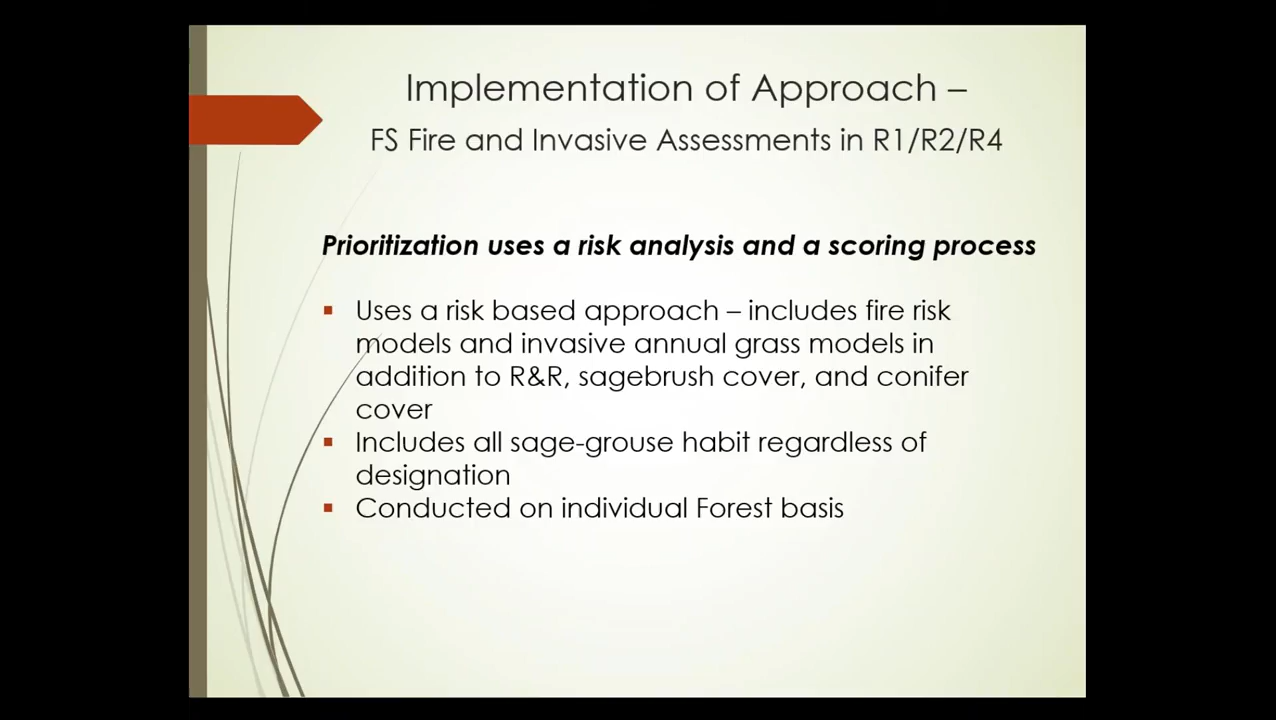 Implementation of Approach –
FS Fire and Invasive Assessments in R1/R2/R4
Prioritization uses a risk analysis and a scoring process
▪ Uses a risk based approach – includes fire risk
models and invasive annual grass models in
addition to R&R, sagebrush cover, and conifer
cover
▪ Includes all sage-grouse habit regardless of
designation
▪ Conducted on individual Forest basis